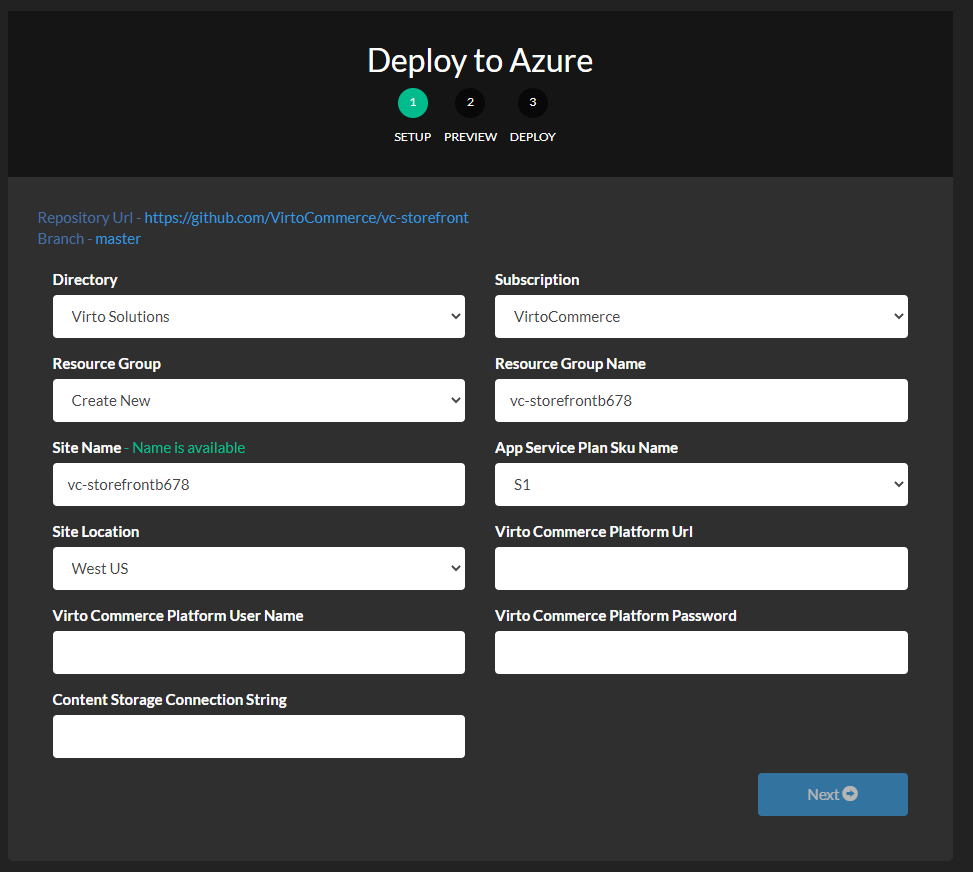 Deploy to Azure
1 2 3
SETUP PREVIEW DEPLOY
Repository Url - https://github.com/VirtoCommerce/vc-storefront
Branch - master
Directory Subscription
Virto Solutions VirtoCommerce
Resource Group Resource Group Name
Create New vc-storefrontb678
Site Name - Name is available App Service Plan Sku Name
vc-storefrontb678 S1
Site Location Virto Commerce Platform Url
West US
Virto Commerce Platform User Name Virto Commerce Platform Password
Content Storage Connection String
Next